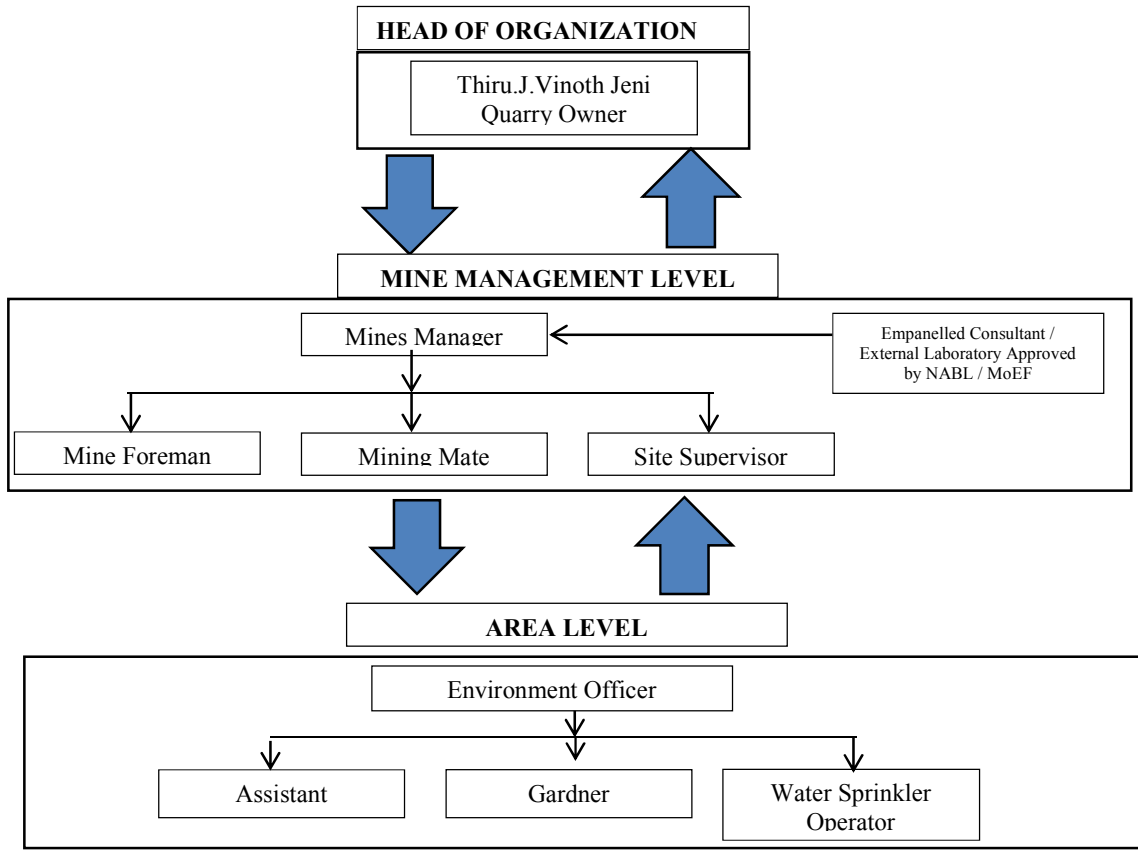 HEAD OF ORGANIZATION
Thiru.J.Vinoth Jeni
Quarry Owner
MINE MANAGEMENT LEVEL
Mines Manager
Empanelled Consultant /
External Laboratory Approved
by NABL / MoEF
Mine Foreman
Mining Mate
Site Supervisor
AREA LEVEL
Environment Officer
Assistant
Gardner
Water Sprinkler
Operator